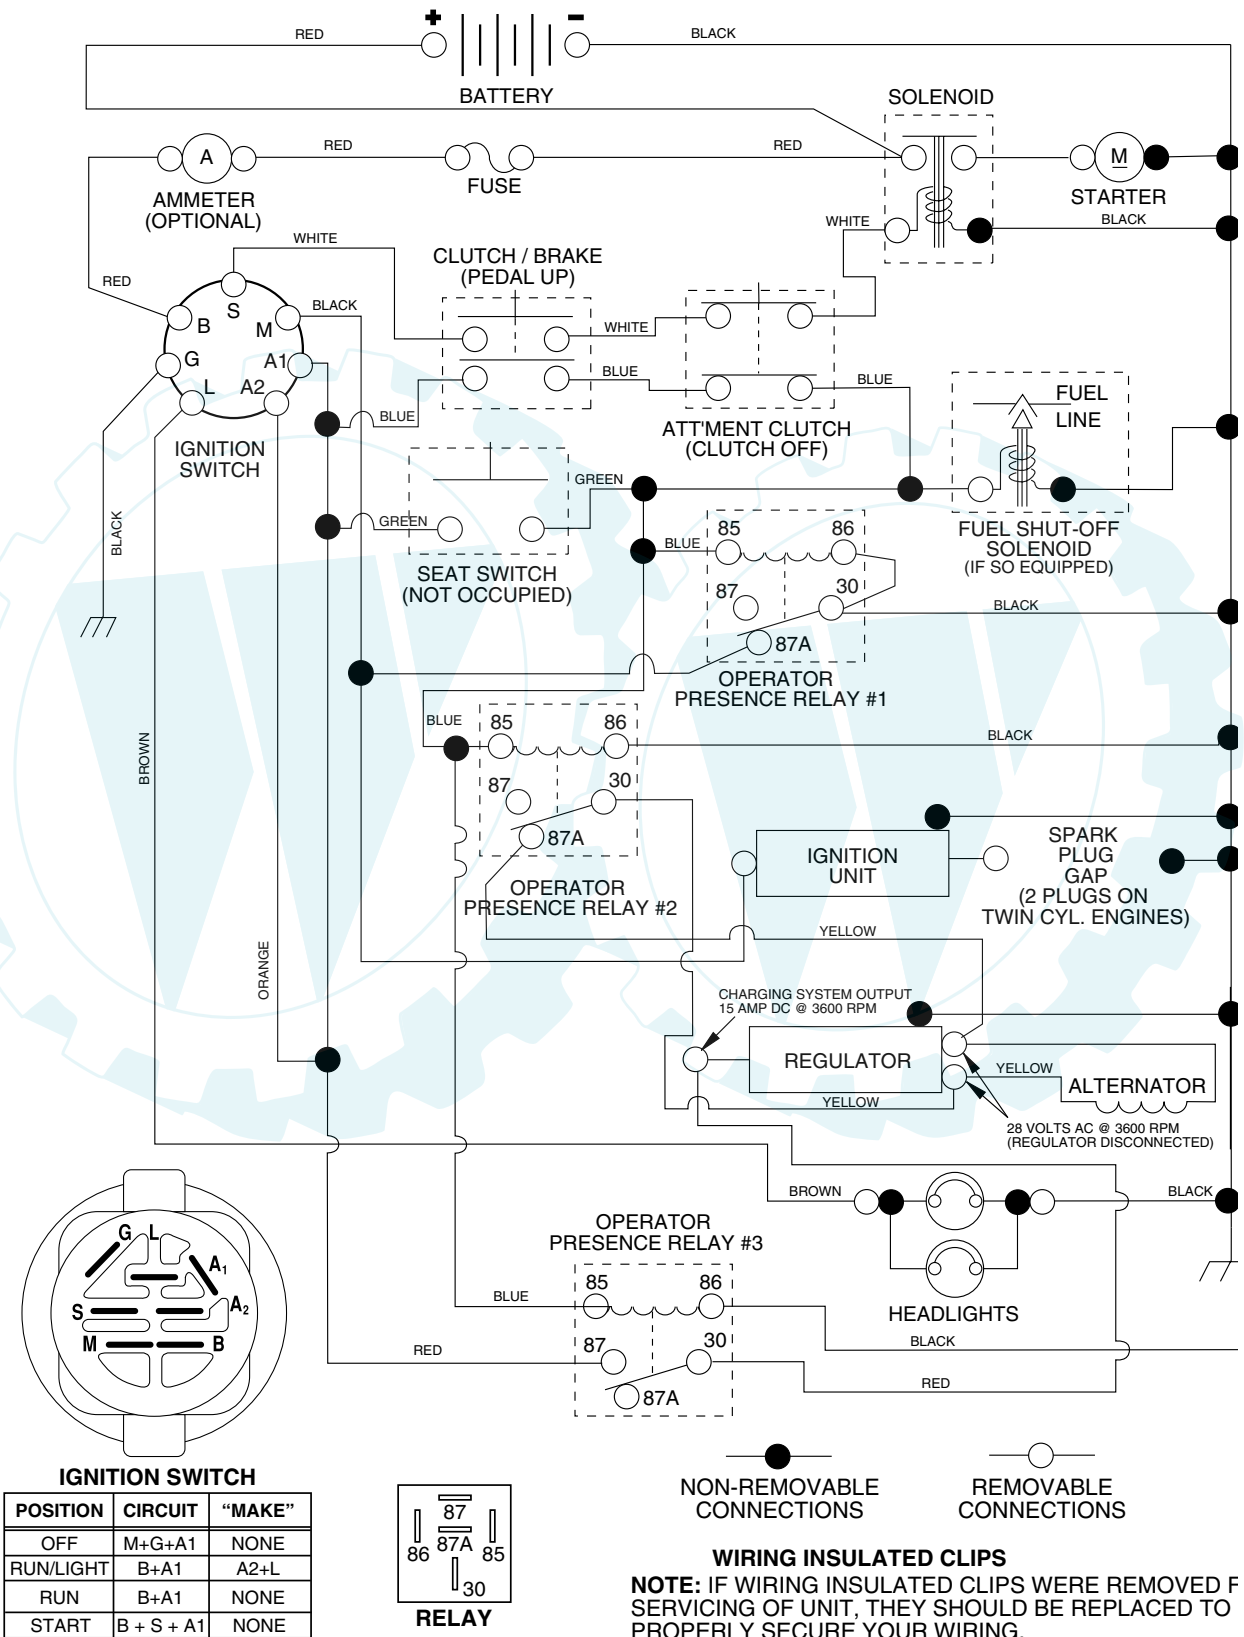 + −
RED
BLACK
BATTERY
SOLENOID
A
RED
RED
FUSE
M
AMMETER
(OPTIONAL)
STARTER
WHITE
BLACK
WHITE
CLUTCH / BRAKE
(PEDAL UP)
RED
BLACK
S
B
M
WHITE
G
A1
BLUE
BLUE
L
A2
BLUE
FUEL
LINE
ATT'MENT CLUTCH
(CLUTCH OFF)
IGNITION
SWITCH
GREEN
GREEN
BLACK
85
86
BLUE
FUEL SHUT-OFF
SOLENOID
(IF SO EQUIPPED)
SEAT SWITCH
(NOT OCCUPIED)
87
30
BLACK
87A
OPERATOR
PRESENCE RELAY #1
BLUE
85
86
BLACK
BROWN
87
30
87A
IGNITION
UNIT
SPARK
PLUG
GAP
(2 PLUGS ON
TWIN CYL. ENGINES)
OPERATOR
PRESENCE RELAY #2
YELLOW
ORANGE
CHARGING SYSTEM OUTPUT
15 AMP DC @ 3600 RPM
REGULATOR
YELLOW
ALTERNATOR
YELLOW
28 VOLTS AC @ 3600 RPM
(REGULATOR DISCONNECTED)
BROWN
BLACK
OPERATOR
PRESENCE RELAY #3
G
L
A1
A2
S
M
B
HEADLIGHTS
BLUE
85
86
87
30
BLACK
RED
87A
RED
IGNITION SWITCH
POSITION CIRCUIT “MAKE”
OFF M+G+A1 NONE
RUN/LIGHT B+A1 A2+L
RUN B+A1 NONE
START B + S + A1 NONE
87
86 87A 85
30
RELAY
NON-REMOVABLE
CONNECTIONS
REMOVABLE
CONNECTIONS
WIRING INSULATED CLIPS
NOTE: IF WIRING INSULATED CLIPS WERE REMOVED F
SERVICING OF UNIT, THEY SHOULD BE REPLACED TO
PROPERLY SECURE YOUR WIRING.